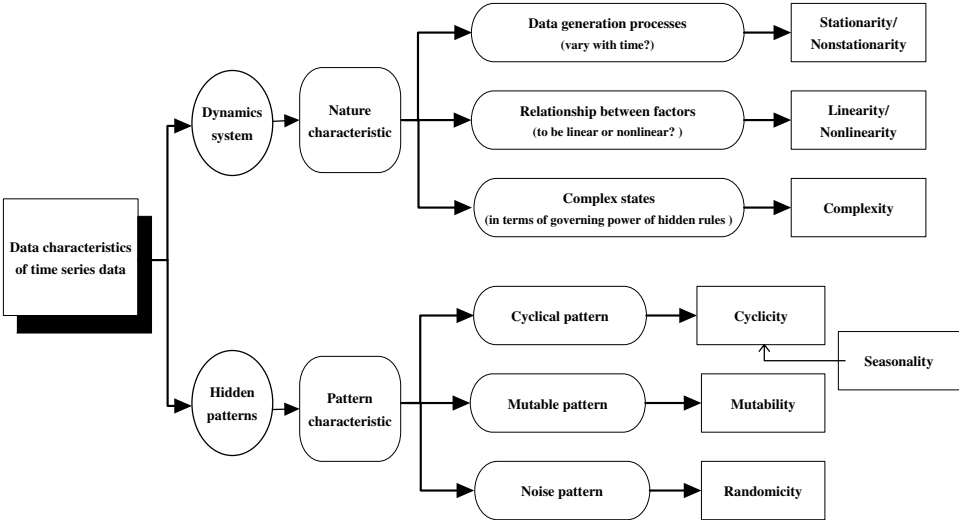 Data generation processes
(vary with time?)
Stationarity/
Nonstationarity
Dynamics
system
Nature
characteristic
Relationship between factors
(to be linear or nonlinear? )
Linearity/
Nonlinearity
Complex states
(in terms of governing power of hidden rules )
Complexity
Data characteristics
of time series data
Cyclical pattern
Cyclicity
Seasonality
Hidden
patterns
Pattern
characteristic
Mutable pattern
Mutability
Noise pattern
Randomicity